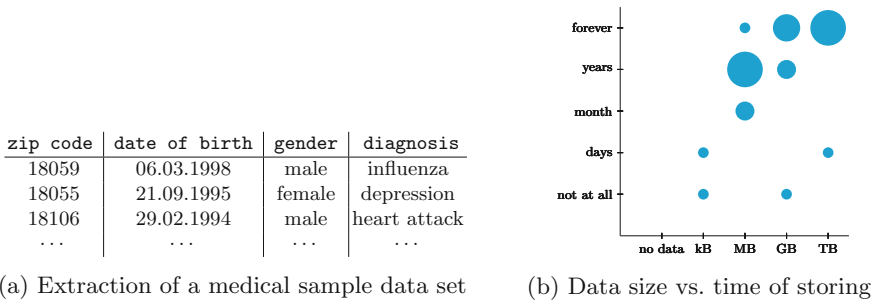 forever
years
month
days
not at all
no data kB MB GB TB
zip code date of birth gender diagnosis
18059 06.03.1998 male influenza
18055 21.09.1995 female depression
18106 29.02.1994 male heart attack
... ... ... ...
(a) Extraction of a medical sample data set
(b) Data size vs. time of storing